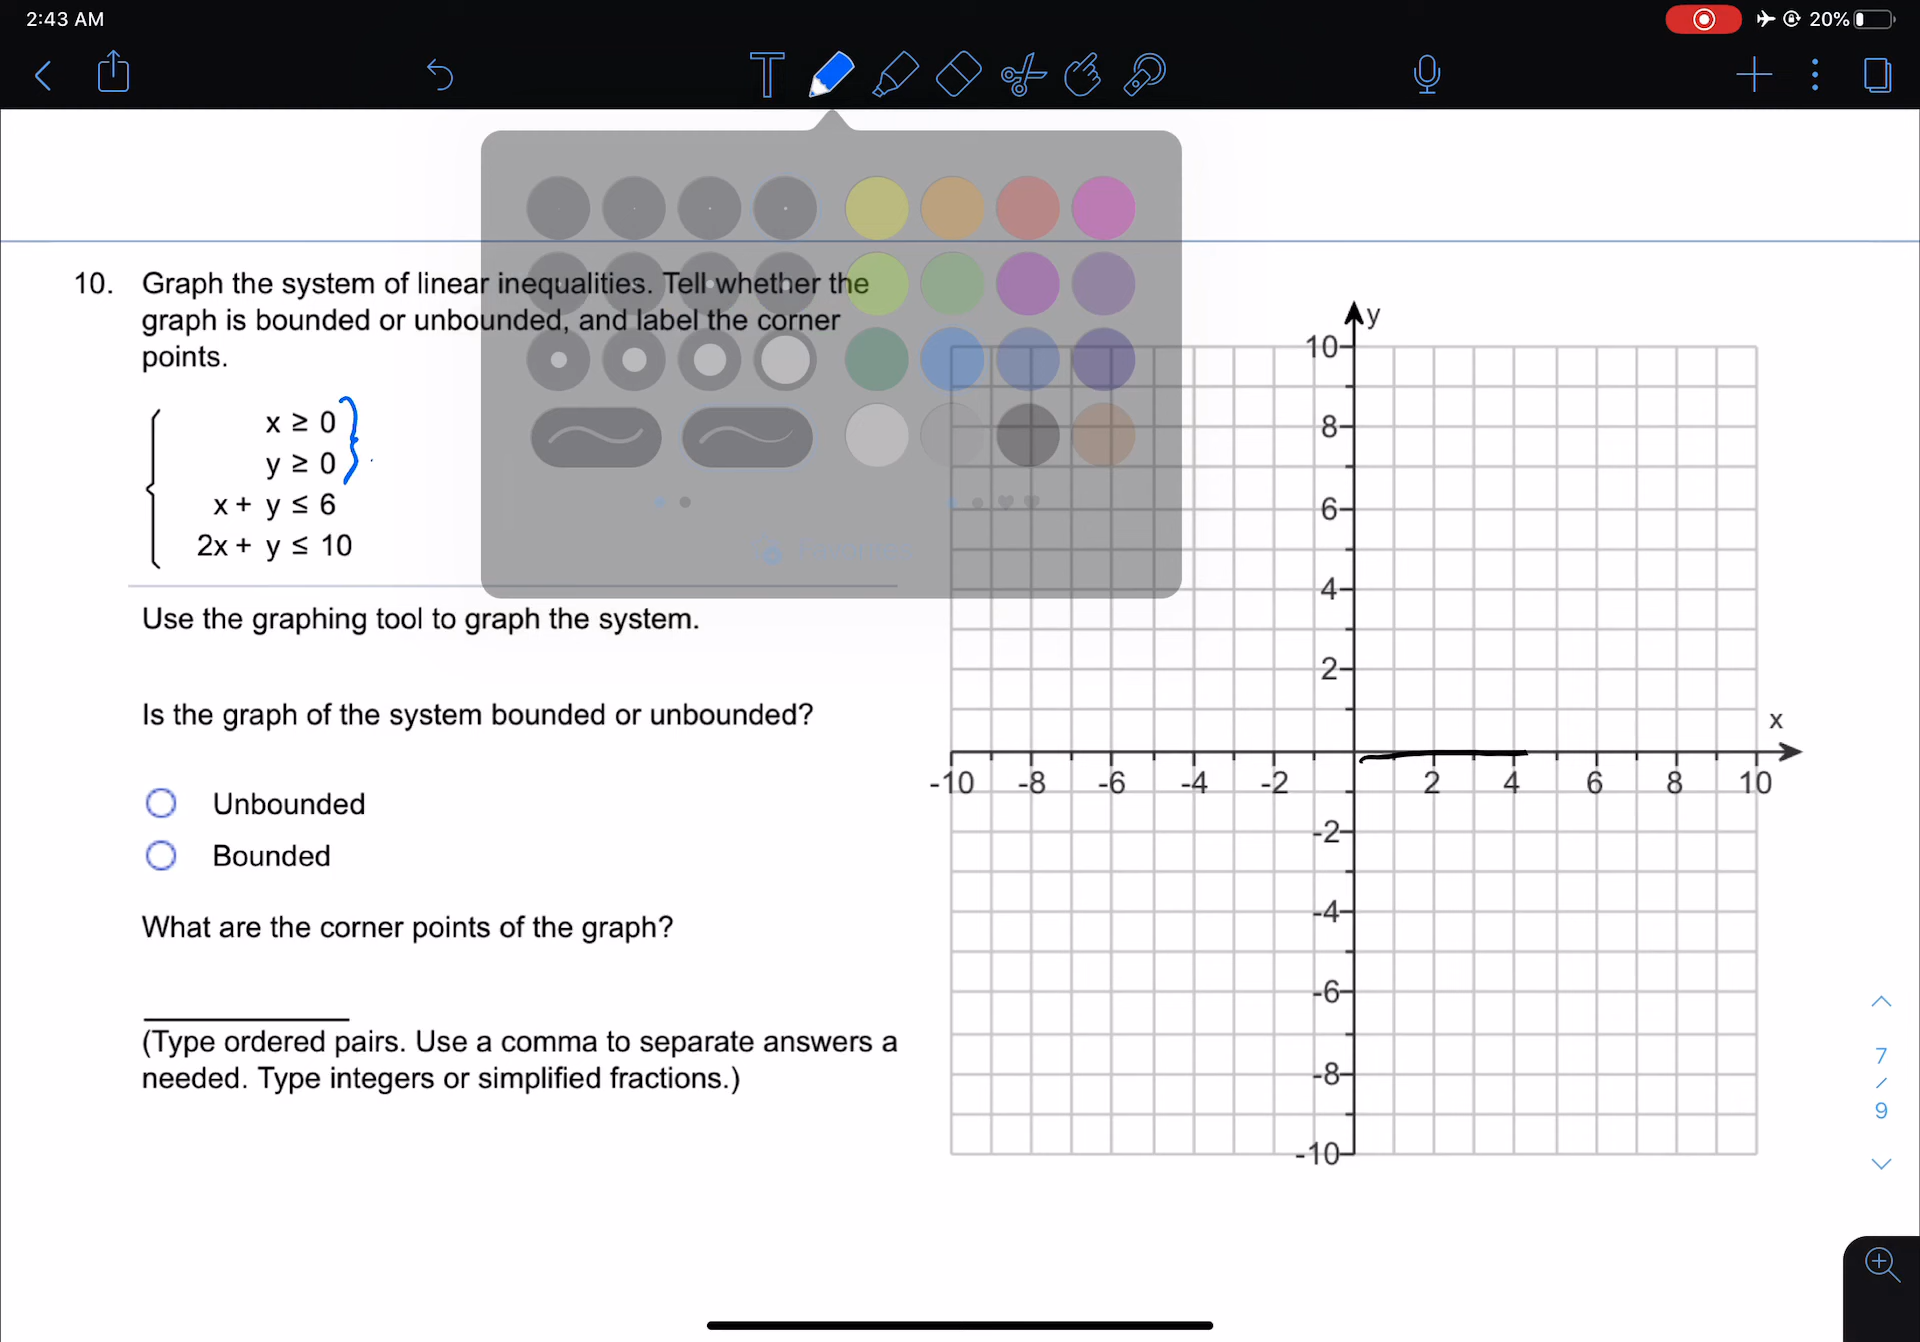 2:43 AM
20%
T
10. Graph the system of linear inequalities. Tell whether the
graph is bounded or unbounded, and label the corner
points.
x ≥ 0
y ≥ 0
x + y ≤ 6
2x + y ≤ 10
Use the graphing tool to graph the system.
Is the graph of the system bounded or unbounded?
Unbounded
Bounded
What are the corner points of the graph?
(Type ordered pairs. Use a comma to separate answers a
needed. Type integers or simplified fractions.)
y
10
8
6
4
2
x
-10 -8 -6 -4 -2 2 4 6 8 10
-2
-4
-6
-8
-10
7
/
9